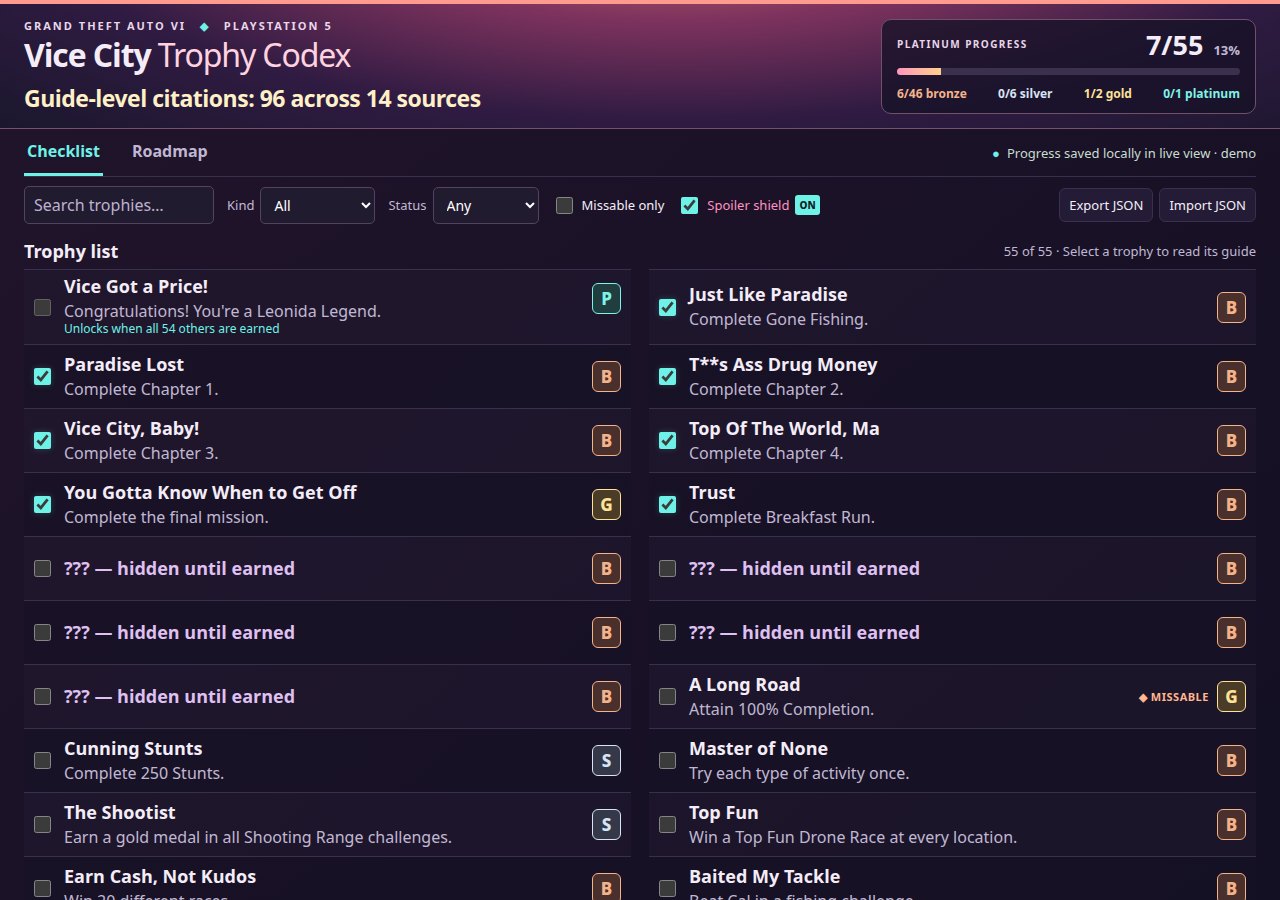 GRAND THEFT AUTO VI ◆ PLAYSTATION 5
Vice City Trophy Codex
Guide-level citations: 96 across 14 sources
PLATINUM PROGRESS 7/55 13%
6/46 bronze 0/6 silver 1/2 gold 0/1 platinum
Checklist Roadmap
● Progress saved locally in live view · demo
Search trophies... Kind All Status Any Missable only Spoiler shield ON Export JSON Import JSON
Trophy list
55 of 55 · Select a trophy to read its guide
Vice Got a Price!
Congratulations! You're a Leonida Legend.
Unlocks when all 54 others are earned
P
Just Like Paradise
Complete Gone Fishing.
B
Paradise Lost
Complete Chapter 1.
B
T**s Ass Drug Money
Complete Chapter 2.
B
Vice City, Baby!
Complete Chapter 3.
B
Top Of The World, Ma
Complete Chapter 4.
B
You Gotta Know When to Get Off
Complete the final mission.
G
Trust
Complete Breakfast Run.
B
??? — hidden until earned
B
??? — hidden until earned
B
??? — hidden until earned
B
??? — hidden until earned
B
??? — hidden until earned
B
A Long Road
Attain 100% Completion.
◆ MISSABLE G
Cunning Stunts
Complete 250 Stunts.
S
Master of None
Try each type of activity once.
B
The Shootist
Earn a gold medal in all Shooting Range challenges.
S
Top Fun
Win a Top Fun Drone Race at every location.
B
Earn Cash, Not Kudos
Win 20 different races.
B
Baited My Tackle
Beat Cal in a fishing challenge.
B